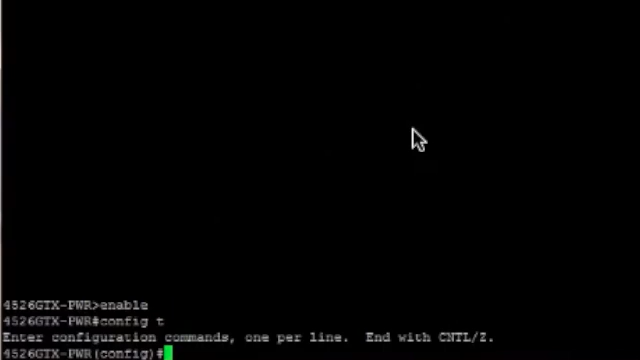 4526GTX-PWR>enable
4526GTX-PWR#config t
Enter configuration commands, one per line.  End with CNTL/Z.
4526GTX-PWR(config)#